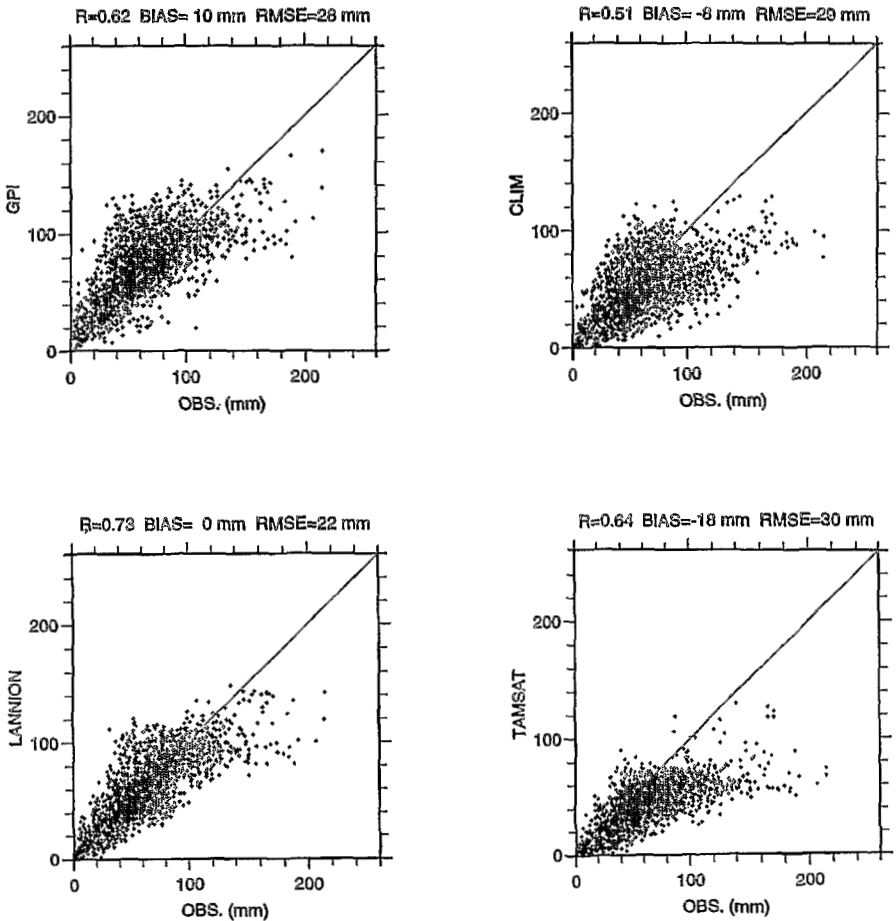 R=0.62 BIAS= 10 mm RMSE=28 mm
GPI
200
100
0
0 100 200
OBS. (mm)
R=0.51 BIAS= -8 mm RMSE=29 mm
CLIM
200
100
0
0 100 200
OBS. (mm)
R=0.73 BIAS= 0 mm RMSE=22 mm
LANNION
200
100
0
0 100 200
OBS. (mm)
R=0.64 BIAS=-18 mm RMSE=30 mm
TAMSAT
200
100
0
0 100 200
OBS. (mm)